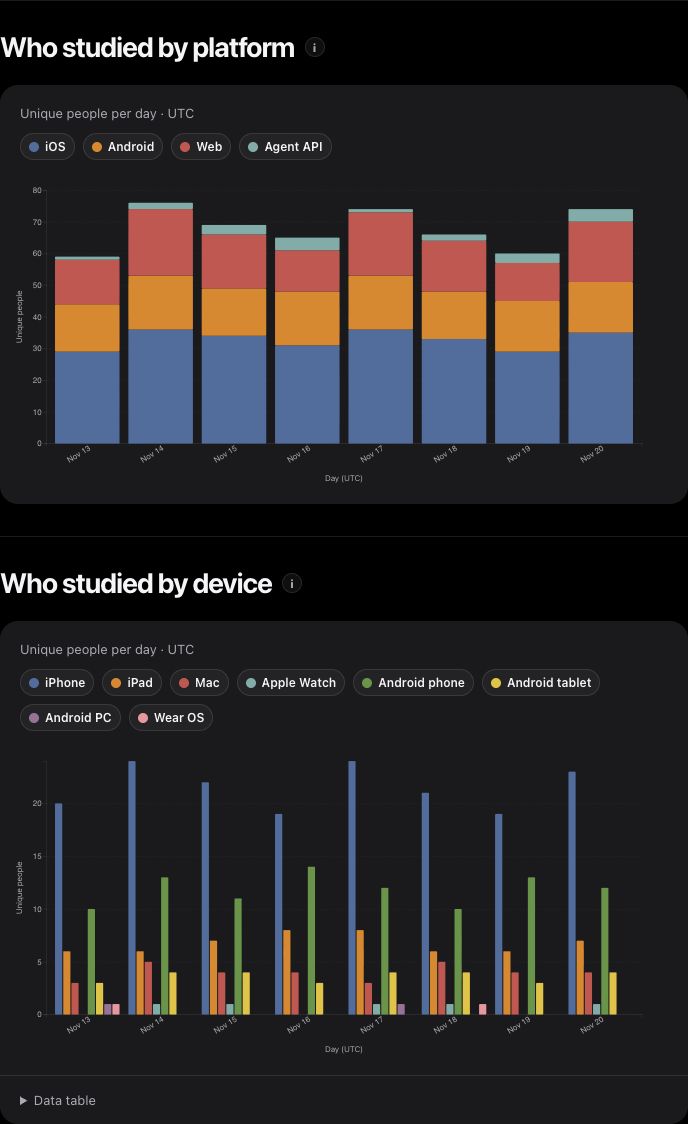 Who studied by platform i
Unique people per day · UTC
iOS Android Web Agent API
80
70
60
50
40
30
20
10
0
Unique people
Nov 13 Nov 14 Nov 15 Nov 16 Nov 17 Nov 18 Nov 19 Nov 20
Day (UTC)
Who studied by device i
Unique people per day · UTC
iPhone iPad Mac Apple Watch Android phone Android tablet
Android PC Wear OS
20
15
10
5
0
Unique people
Nov 13 Nov 14 Nov 15 Nov 16 Nov 17 Nov 18 Nov 19 Nov 20
Day (UTC)
Data table